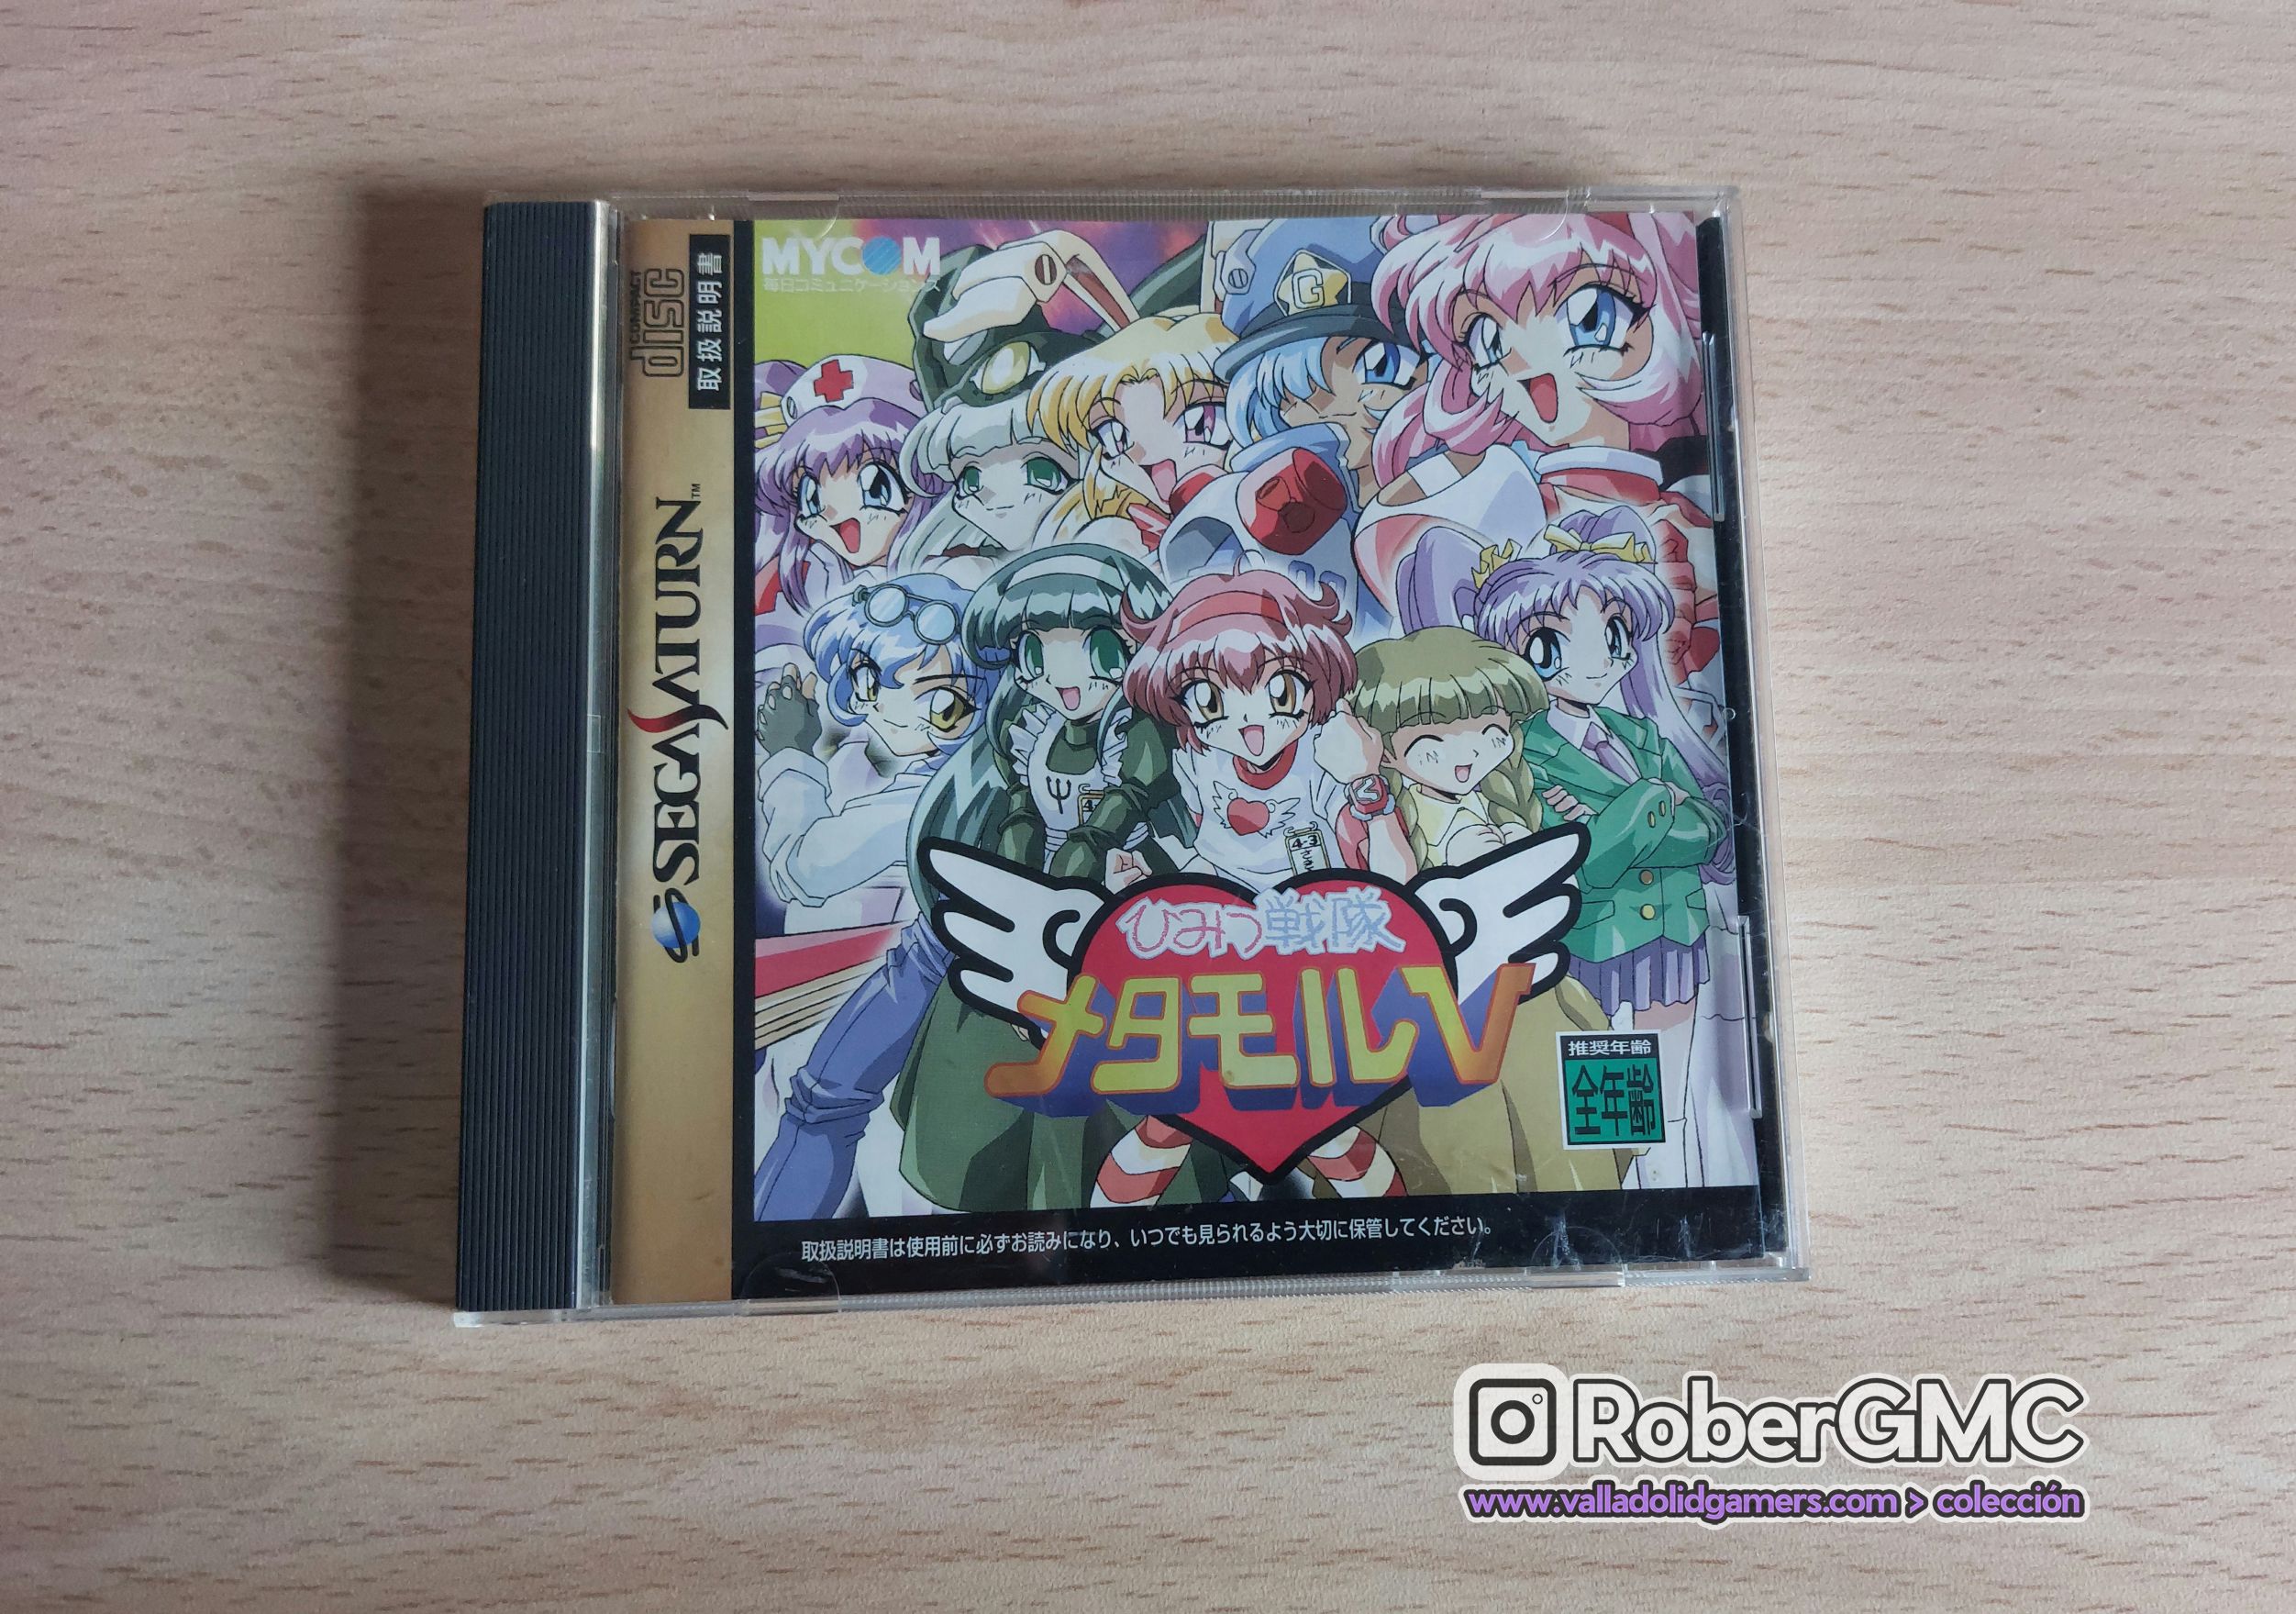 MYCOM
毎日コミュニケーションズ
COMPACT
disc
取扱説明書
SEGA SATURN™
G
4-3
ひみつ戦隊
メタモルV
推奨年齢
全年齢
取扱説明書は使用前に必ずお読みになり、いつでも見られるよう大切に保管してください。
RoberGMC
www.valladolidgamers.com > colección